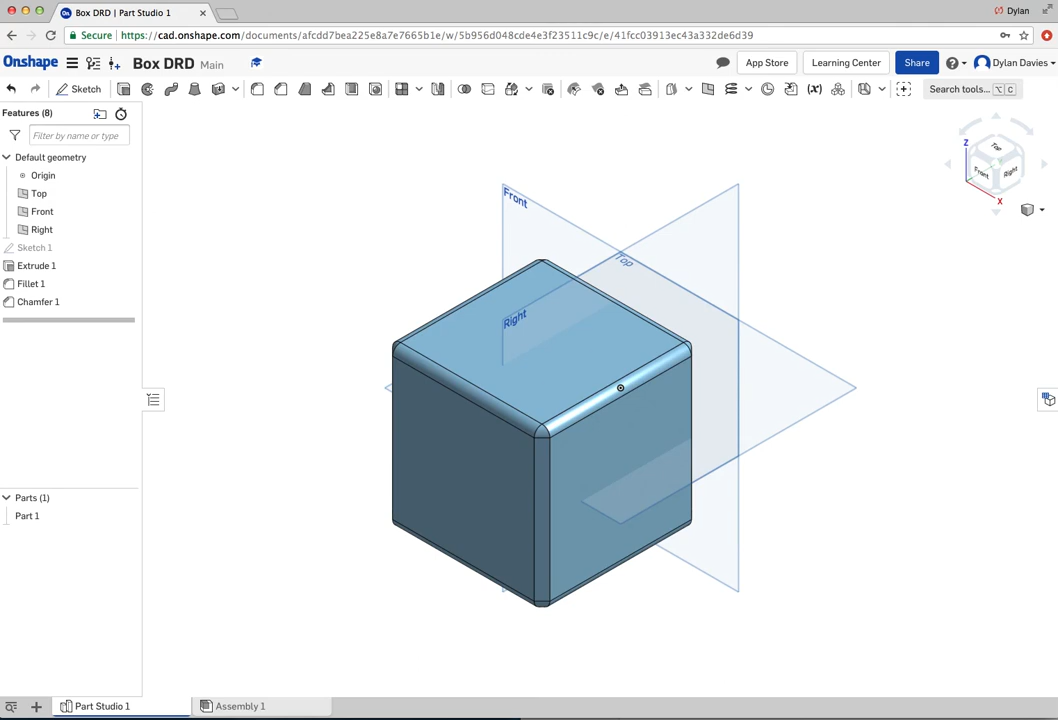 Box DRD | Part Studio 1
Dylan
Secure https://cad.onshape.com/documents/afcdd7bea225e8a7e7665b1e/w/5b956d048cde4e3f23511c9c/e/41fcc03913ec43a332de6d39
Onshape Box DRD Main App Store Learning Center Share Dylan Davies
Sketch (x) Search tools... ⌥ C
Features (8)
Filter by name or type
Default geometry
Origin
Top
Front
Right
Sketch 1
Extrude 1
Fillet 1
Chamfer 1
Parts (1)
Part 1
Front
Top
Right
Z
Top
Front
Right
X
Part Studio 1
Assembly 1